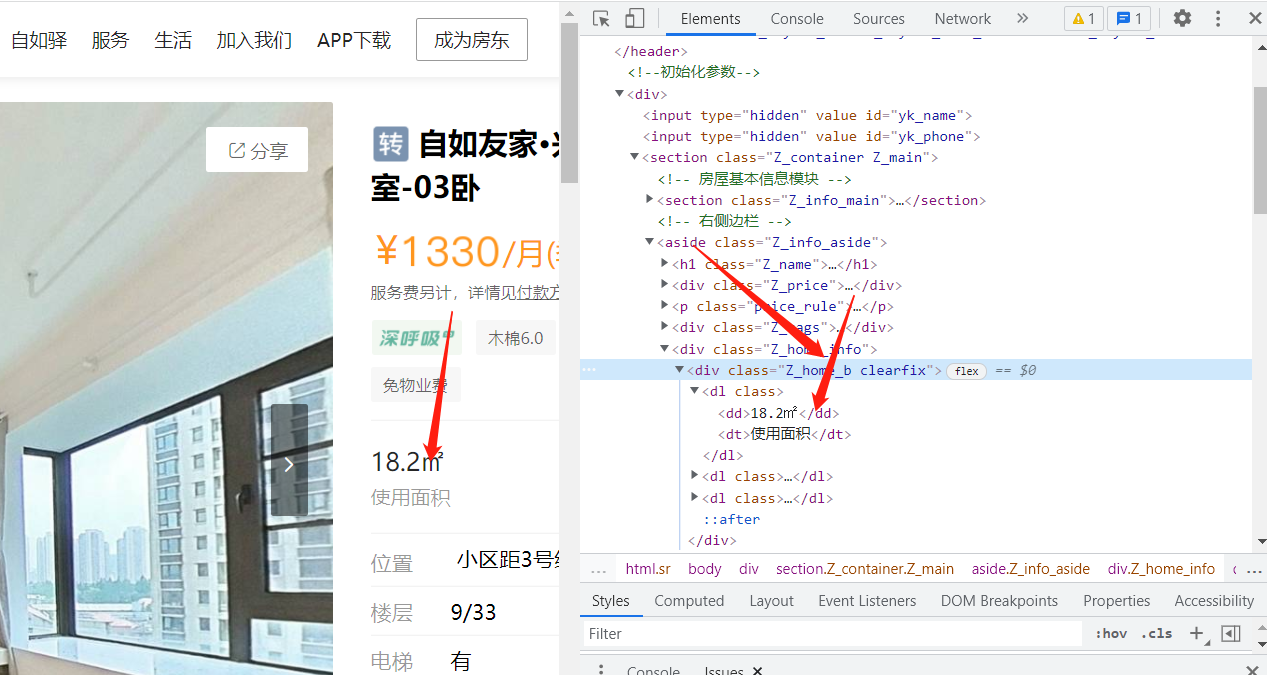 自如驿 服务 生活 加入我们 APP下载 成为房东
分享
转 自如友家·
室-03卧
￥1330/月(
服务费另计，详情见付款方
深呼吸 木棉6.0
免物业费
18.2㎡
使用面积
位置 小区距3号
楼层 9/33
电梯 有
Elements Console Sources Network » 1 1
</header>
<!--初始化参数-->
<div>
<input type="hidden" value id="yk_name">
<input type="hidden" value id="yk_phone">
<section class="Z_container Z_main">
<!-- 房屋基本信息模块 -->
<section class="Z_info_main">…</section>
<!-- 右侧边栏 -->
<aside class="Z_info_aside">
<h1 class="Z_name">…</h1>
<div class="Z_price">…</div>
<p class="price_rule">…</p>
<div class="Z_tags">…</div>
<div class="Z_home_info">
<div class="Z_home_b clearfix"> flex == $0
<dl class>
<dd>18.2㎡</dd>
<dt>使用面积</dt>
</dl>
<dl class>…</dl>
<dl class>…</dl>
::after
</div>
... html.sr body div section.Z_container.Z_main aside.Z_info_aside div.Z_home_info ...
Styles Computed Layout Event Listeners DOM Breakpoints Properties Accessibility
Filter :hov .cls +
Console Issues ×